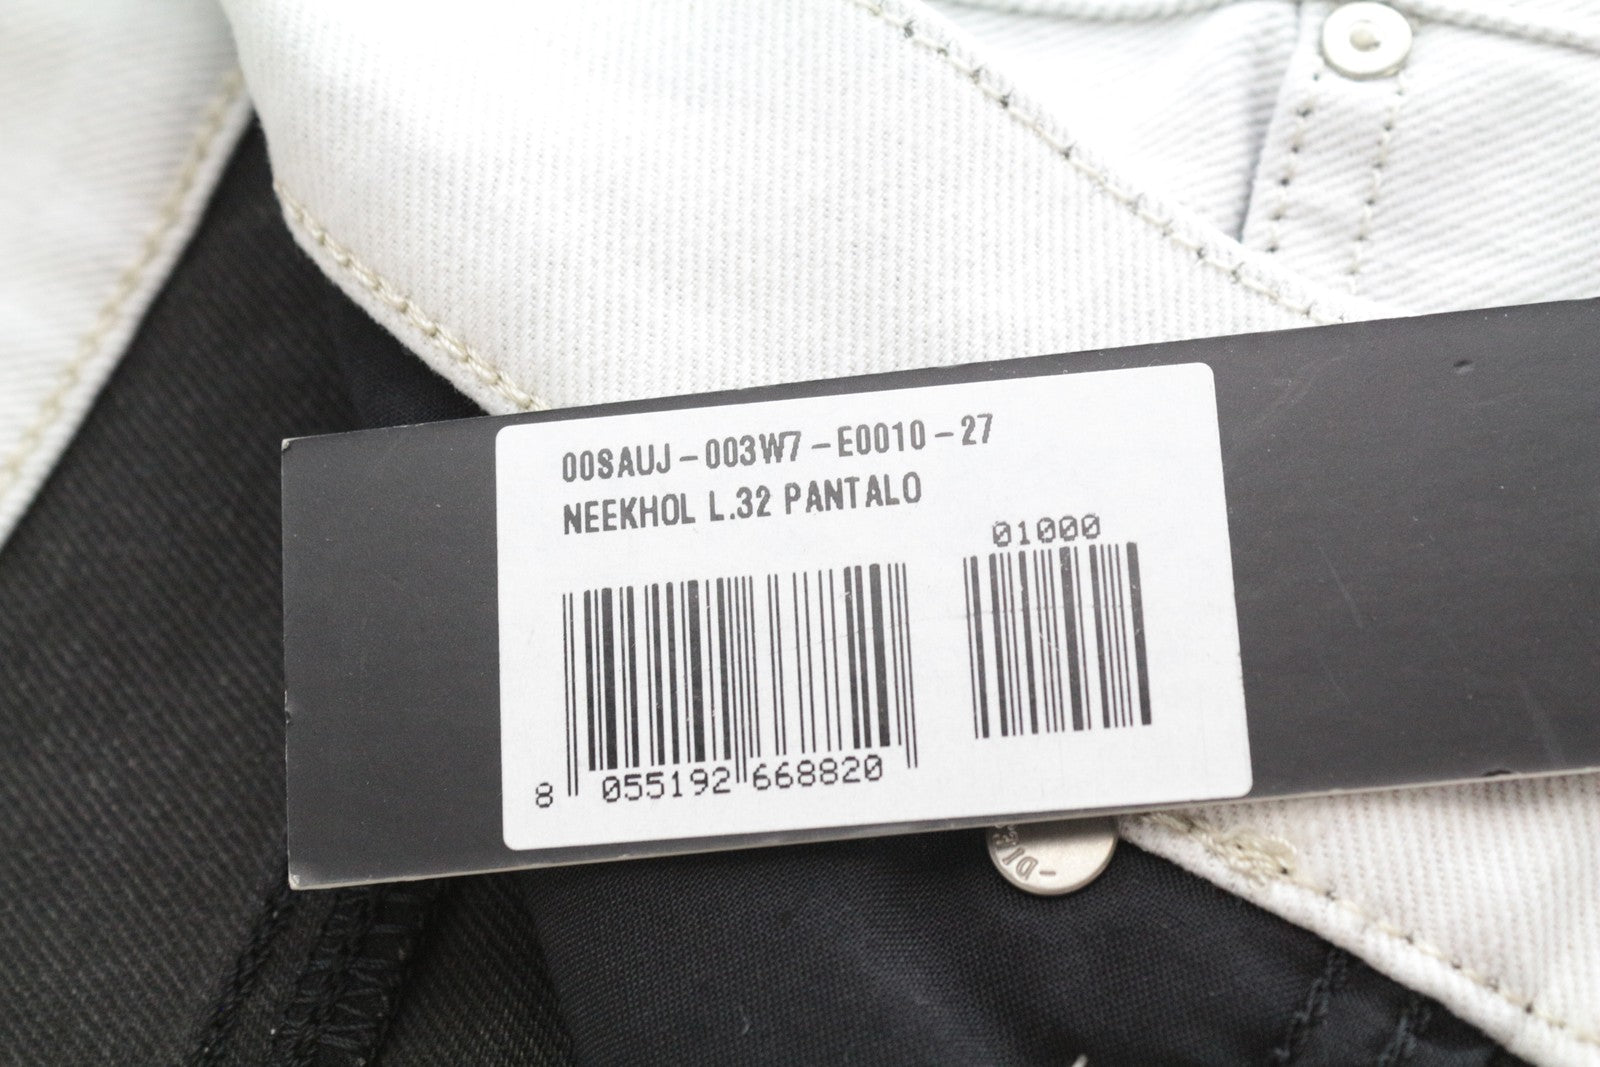 00SAUJ-003W7-E0010-27
NEEKHOL L.32 PANTALO
01000
8 055192 668820